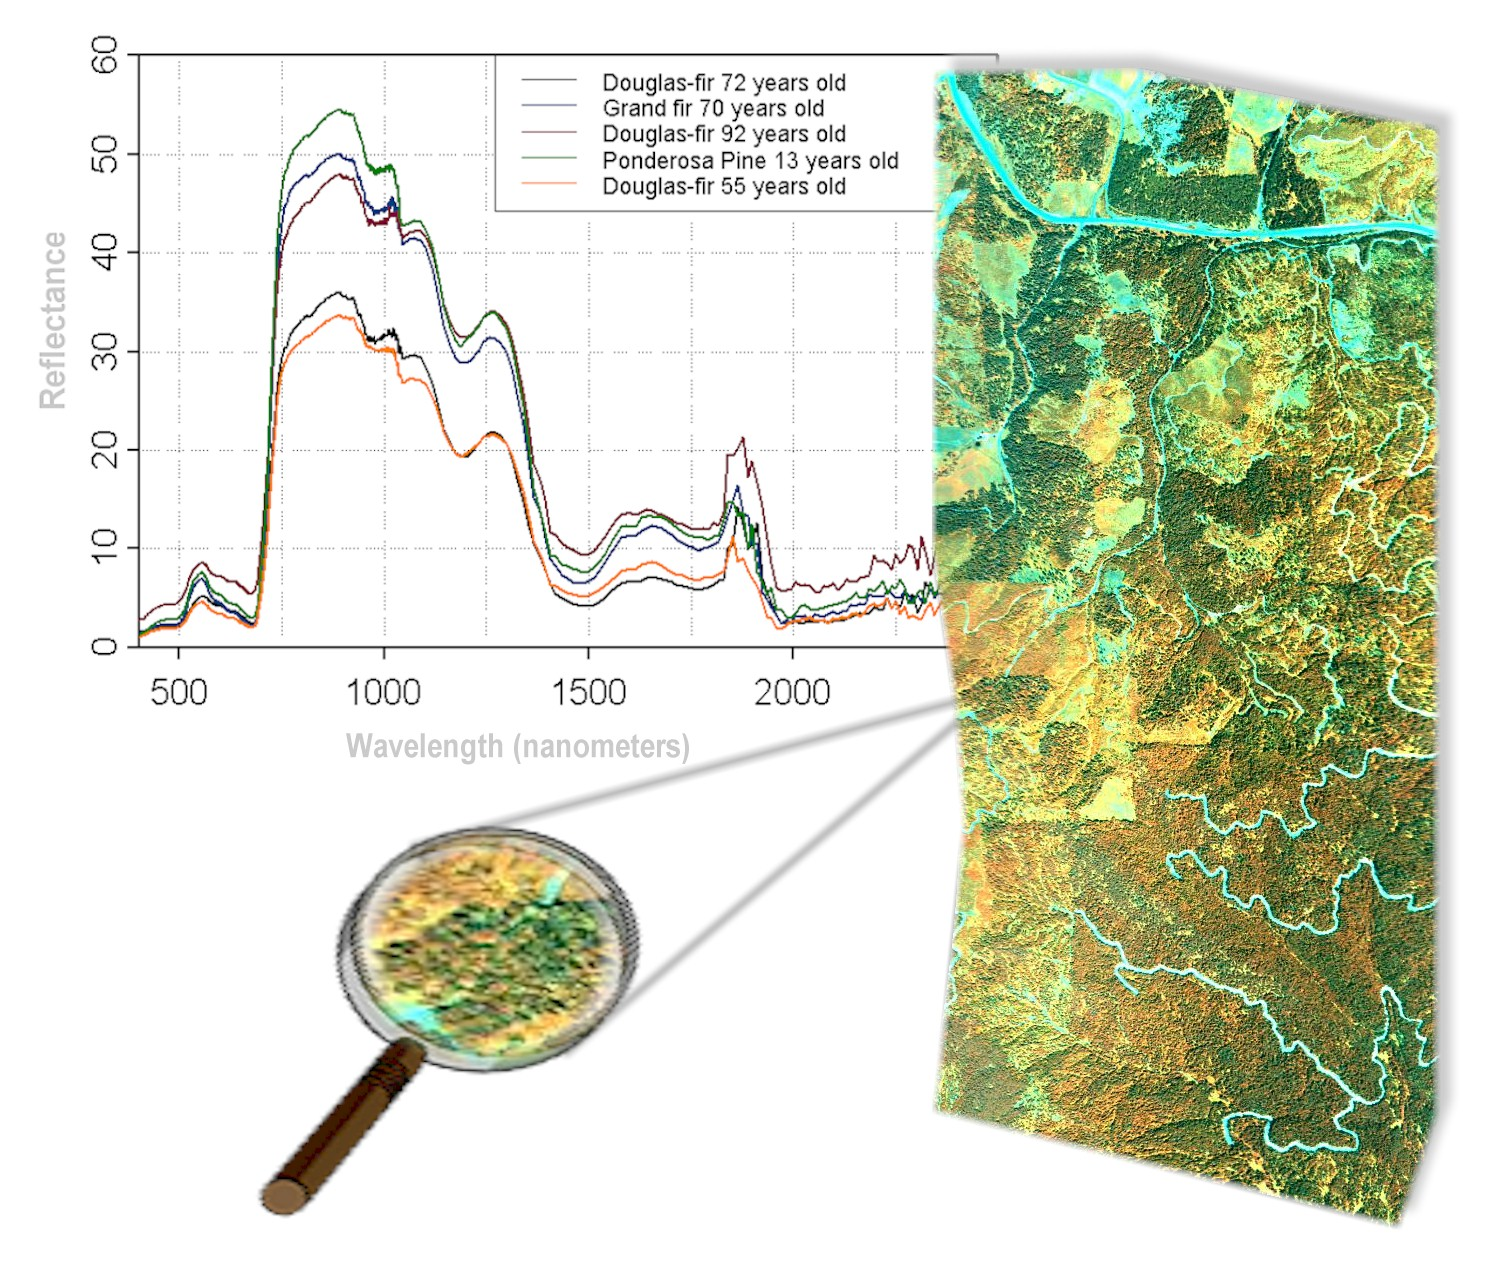 60
50
40
30
20
10
0
Reflectance
Douglas-fir 72 years old
Grand fir 70 years old
Douglas-fir 92 years old
Ponderosa Pine 13 years old
Douglas-fir 55 years old
500 1000 1500 2000
Wavelength (nanometers)